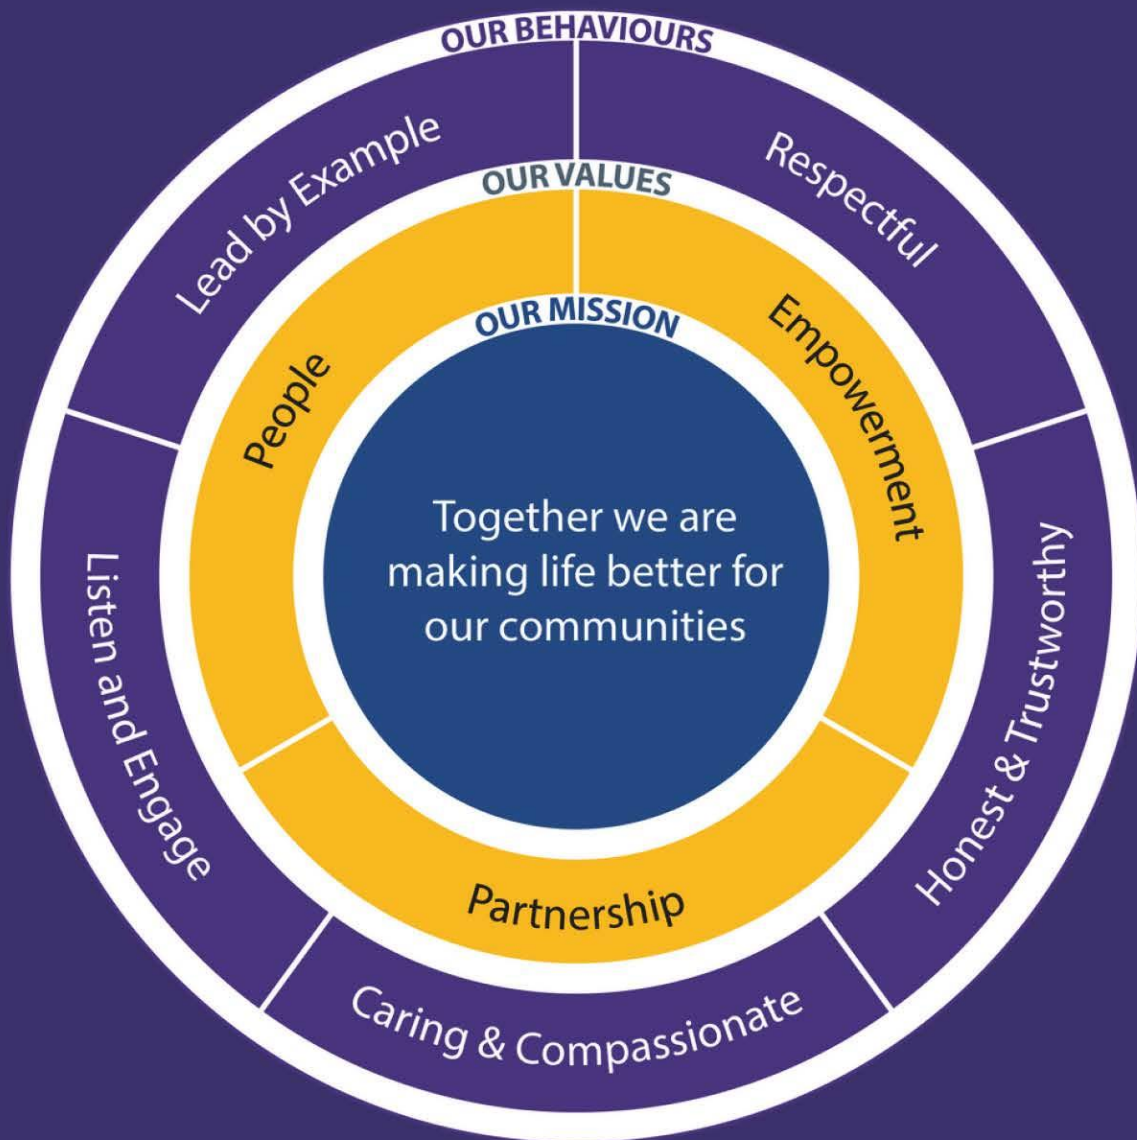 OUR BEHAVIOURS
Lead by Example
Respectful
OUR VALUES
People
Empowerment
OUR MISSION
Together we are
making life better for
our communities
Listen and Engage
Honest & Trustworthy
Partnership
Caring & Compassionate